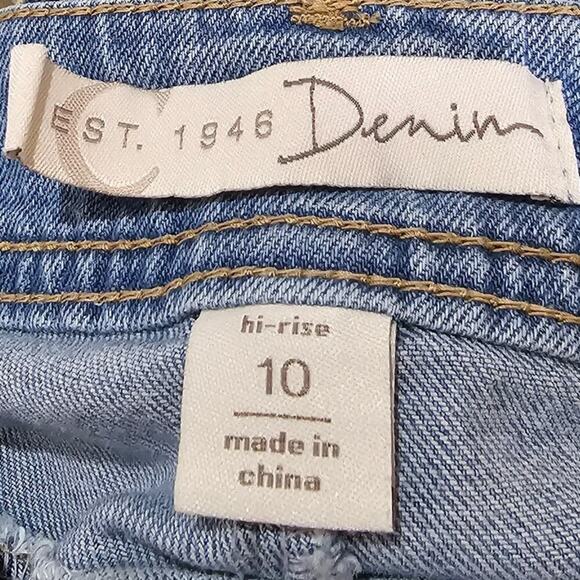 C
EST. 1946 Denim
hi-rise
10
made in
china